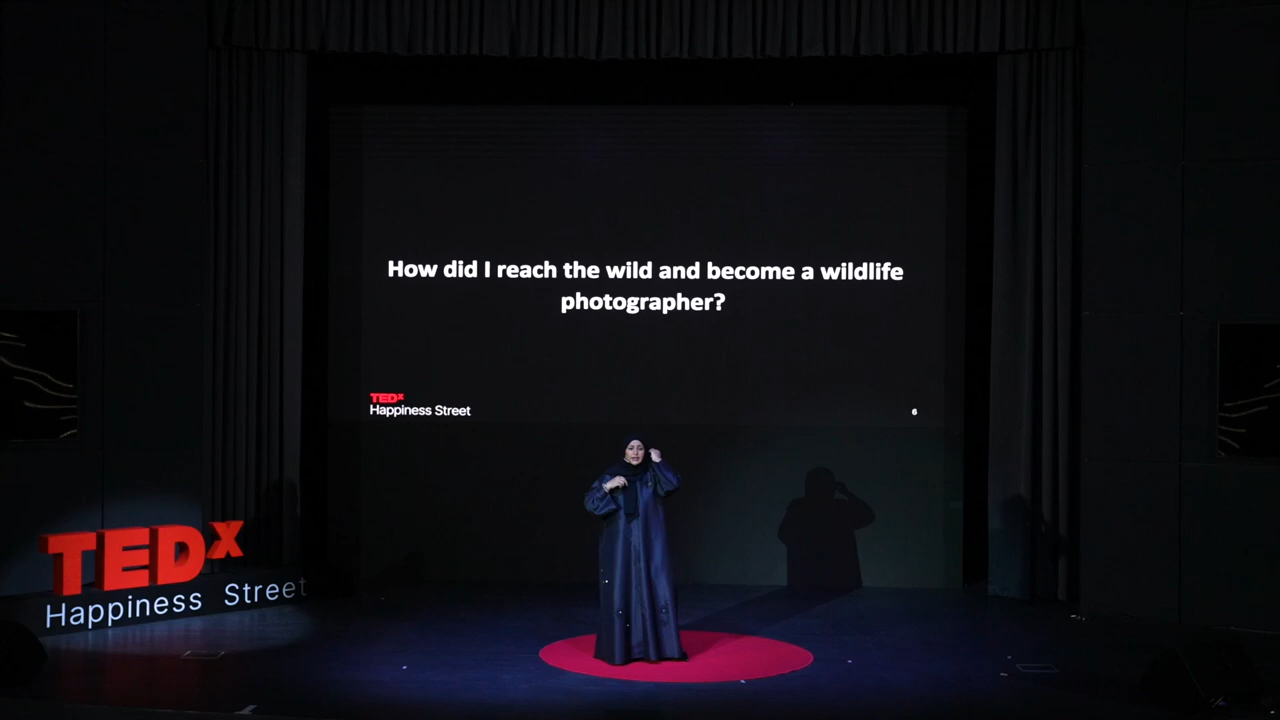 How did I reach the wild and become a wildlife
photographer?
TEDx
Happiness Street
6
TEDx
Happiness Street